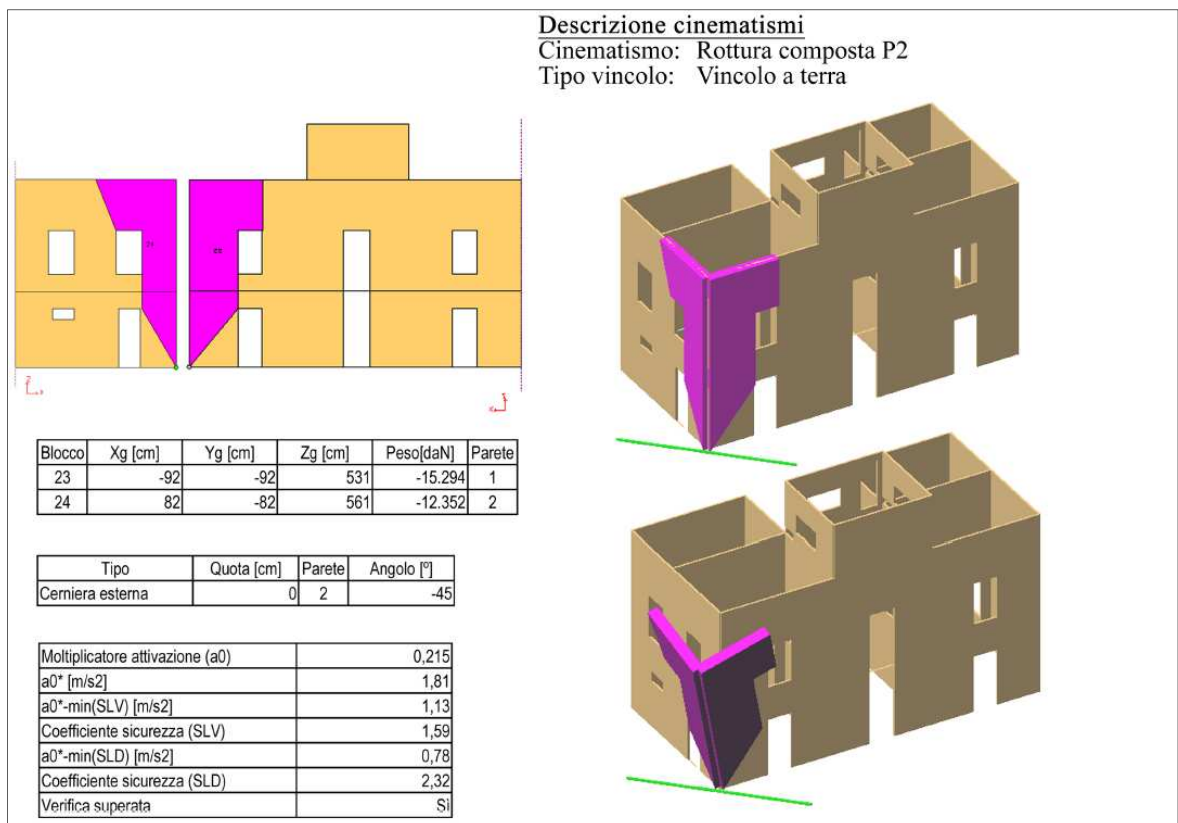 Descrizione cinematismi
Cinematismo: Rottura composta P2
Tipo vincolo: Vincolo a terra
Blocco Xg [cm] Yg [cm] Zg [cm] Peso[daN] Parete
23 -92 -92 531 -15.294 1
24 82 -82 561 -12.352 2
Tipo Quota [cm] Parete Angolo [°]
Cerniera esterna 0 2 -45
Moltiplicatore attivazione (a0) 0,215
a0* [m/s2] 1,81
a0*-min(SLV) [m/s2] 1,13
Coefficiente sicurezza (SLV) 1,59
a0*-min(SLD) [m/s2] 0,78
Coefficiente sicurezza (SLD) 2,32
Verifica superata Sì